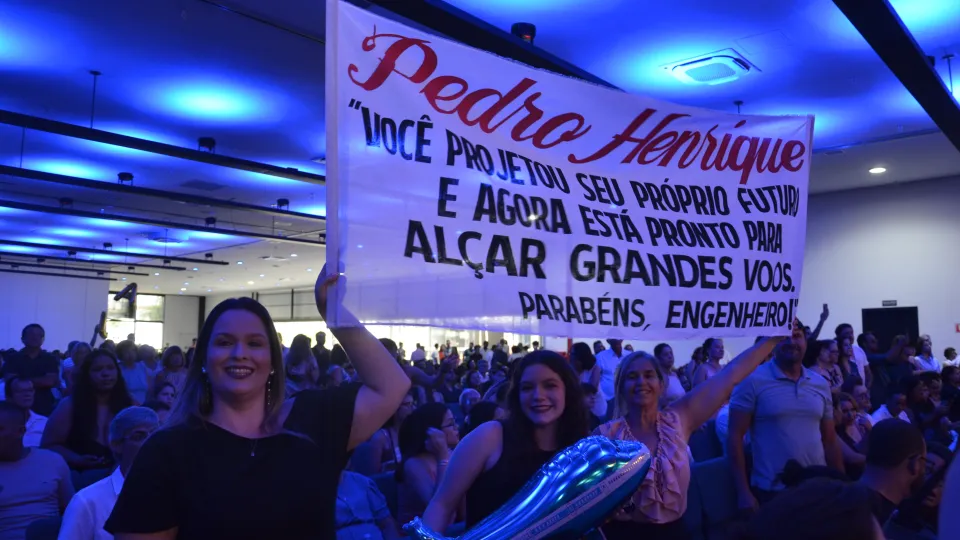 Pedro Henrique
"VOCÊ PROJETOU SEU PRÓPRIO FUTURO
E AGORA ESTÁ PRONTO PARA
ALÇAR GRANDES VOOS.
PARABÉNS, ENGENHEIRO!"